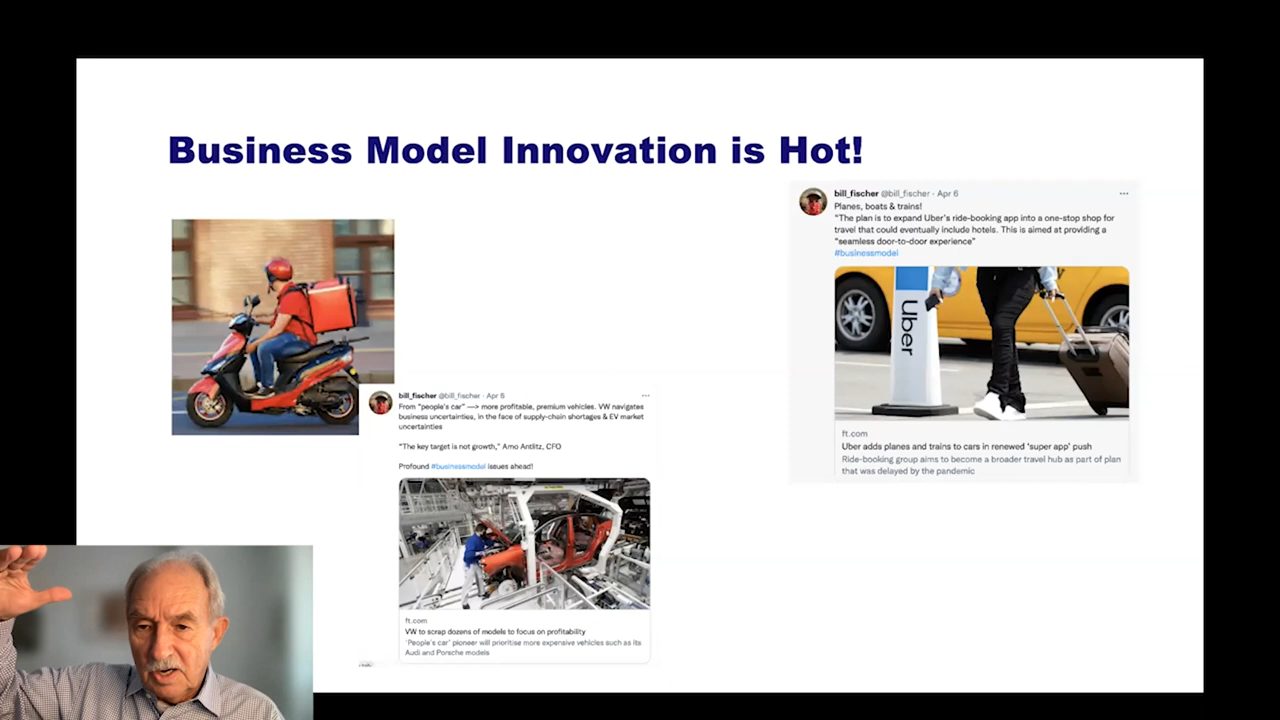 Business Model Innovation is Hot!
bill_fischer @bill_fischer · Apr 6
Planes, boats & trains!
"The plan is to expand Uber's ride-booking app into a one-stop shop for
travel that could eventually include hotels. This is aimed at providing a
"seamless door-to-door experience"
#businessmodel
Uber
ft.com
Uber adds planes and trains to cars in renewed 'super app' push
Ride-booking group aims to become a broader travel hub as part of plan
that was delayed by the pandemic
bill_fischer @bill_fischer · Apr 6
From "people's car" —> more profitable, premium vehicles. VW navigates
business uncertainties, in the face of supply-chain shortages & EV market
uncertainties
"The key target is not growth," Arno Antlitz, CFO
Profound #businessmodel issues ahead!
ft.com
VW to scrap dozens of models to focus on profitability
'People's car' pioneer will prioritise more expensive vehicles such as its
Audi and Porsche models